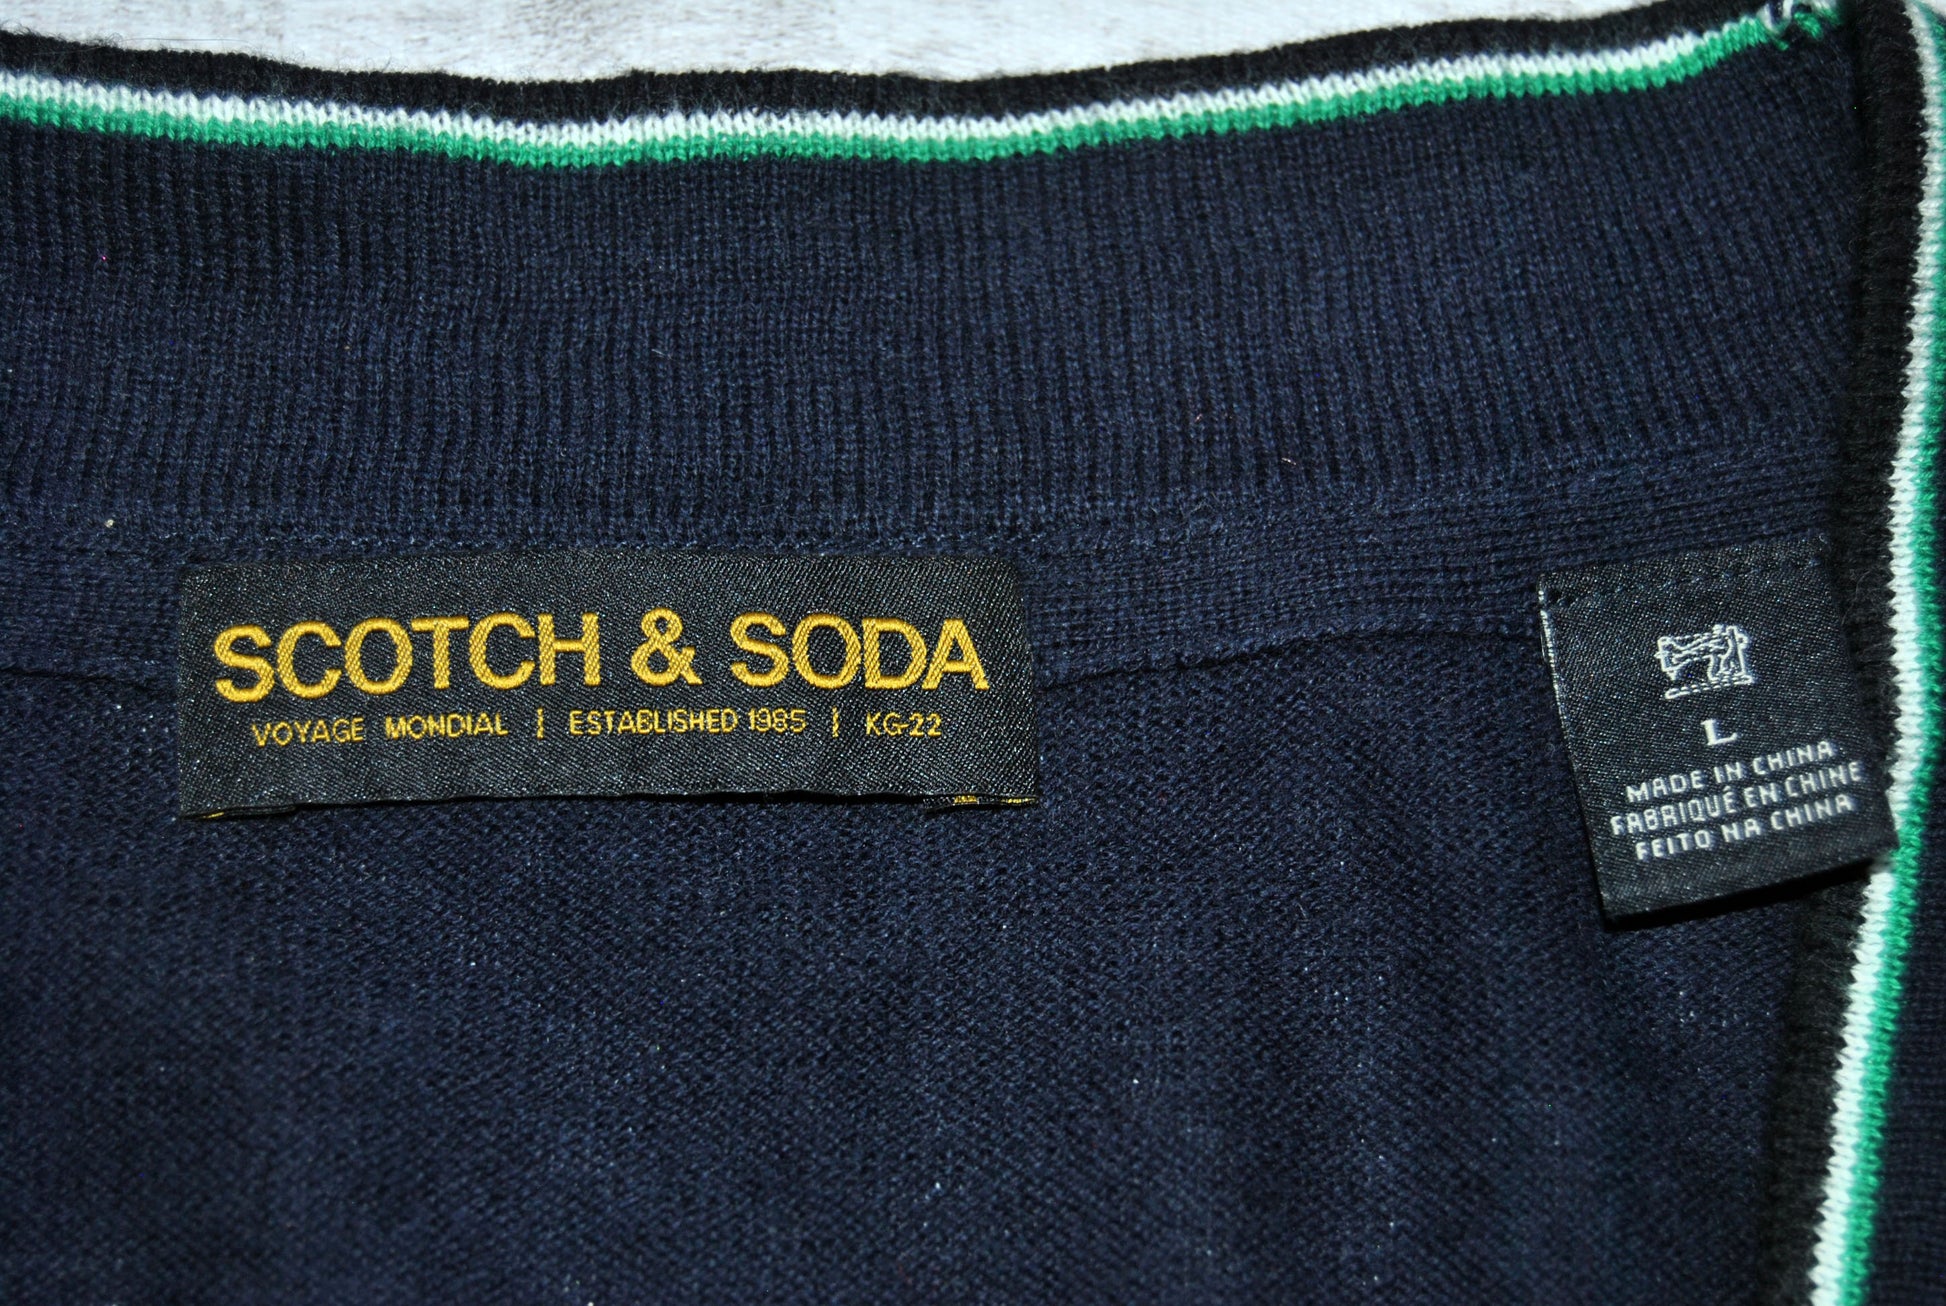 SCOTCH & SODA
VOYAGE MONDIAL | ESTABLISHED 1985 | KG-22
L
MADE IN CHINA
FABRIQUÉ EN CHINE
FEITO NA CHINA